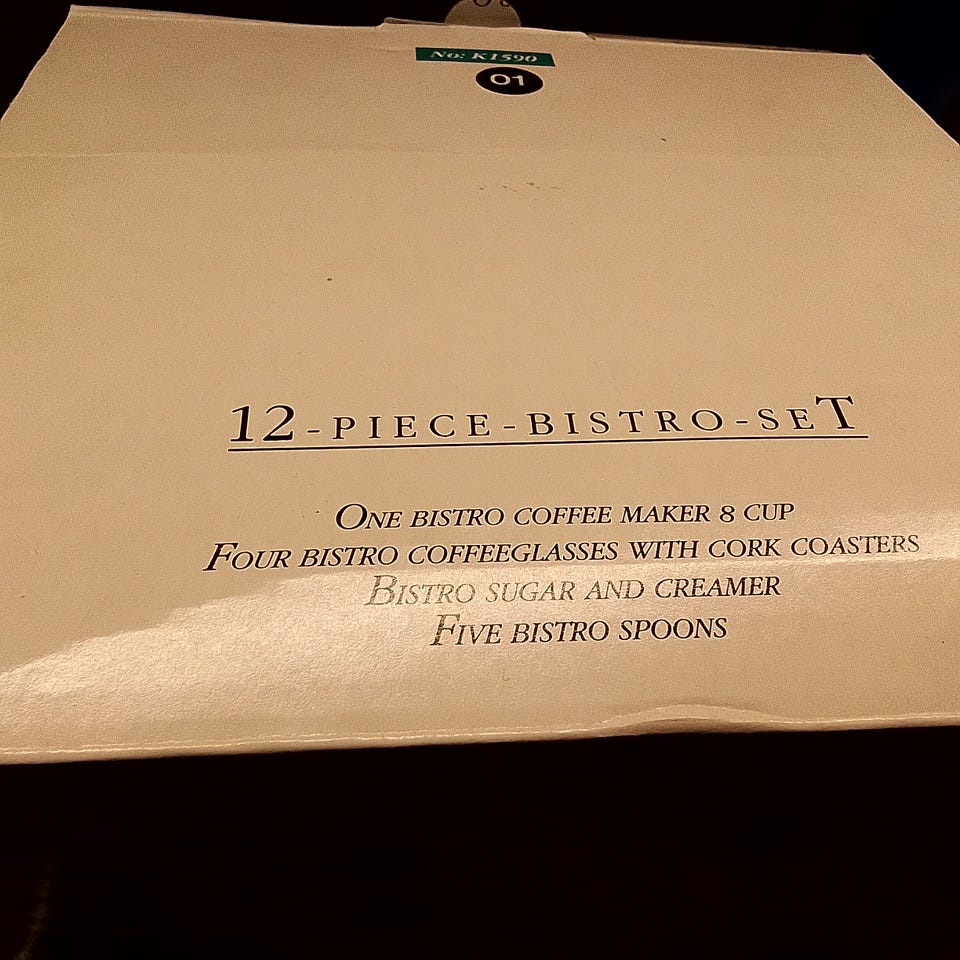 No: K1590
01
12-PIECE-BISTRO-SET
ONE BISTRO COFFEE MAKER 8 CUP
FOUR BISTRO COFFEEGLASSES WITH CORK COASTERS
BISTRO SUGAR AND CREAMER
FIVE BISTRO SPOONS